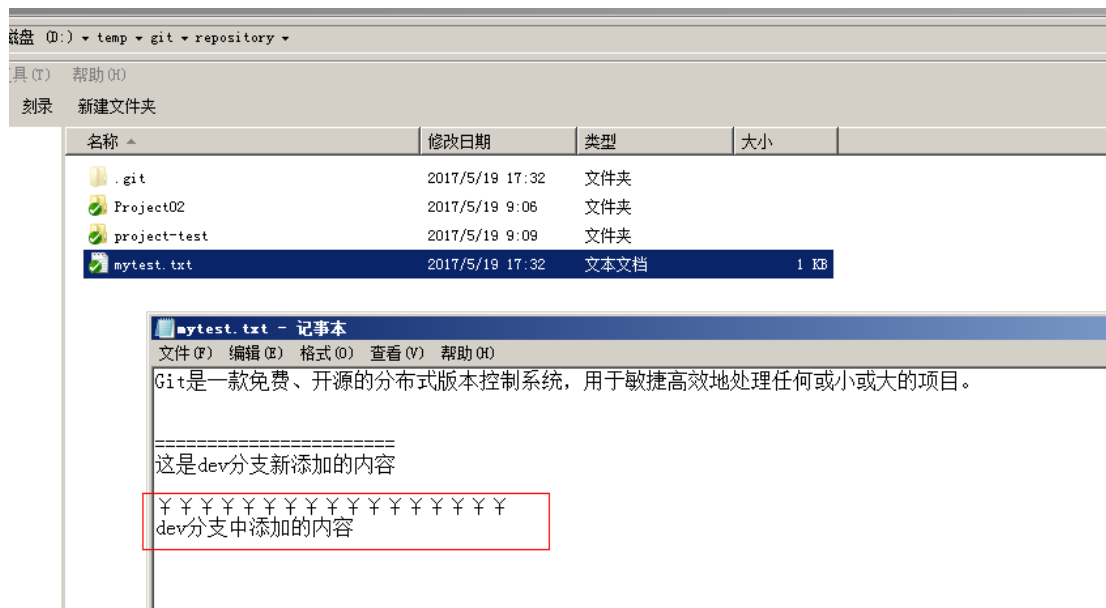 磁盘 (D:) ▾ temp ▾ git ▾ repository ▾
具(T) 帮助(H)
刻录 新建文件夹
名称 修改日期 类型 大小
.git 2017/5/19 17:32 文件夹
Project02 2017/5/19 9:06 文件夹
project-test 2017/5/19 9:09 文件夹
mytest.txt 2017/5/19 17:32 文本文档 1 KB
mytest.txt - 记事本
文件(F) 编辑(E) 格式(O) 查看(V) 帮助(H)
Git是一款免费、开源的分布式版本控制系统，用于敏捷高效地处理任何或小或大的项目。
=======================
这是dev分支新添加的内容
￥￥￥￥￥￥￥￥￥￥￥￥￥￥￥￥￥
dev分支中添加的内容